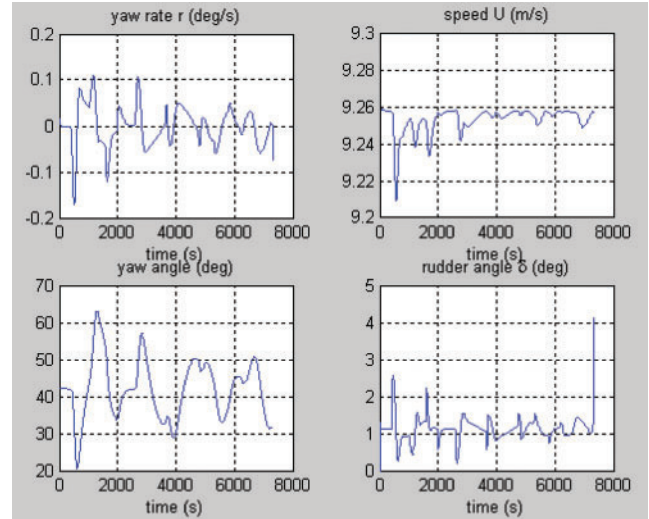 yaw rate r (deg/s)
0.2
0.1
0
-0.1
-0.2
0 2000 4000 6000 8000
time (s)
speed U (m/s)
9.3
9.28
9.26
9.24
9.22
9.2
0 2000 4000 6000 8000
time (s)
yaw angle (deg)
70
60
50
40
30
20
0 2000 4000 6000 8000
time (s)
rudder angle δ (deg)
5
4
3
2
1
0
0 2000 4000 6000 8000
time (s)